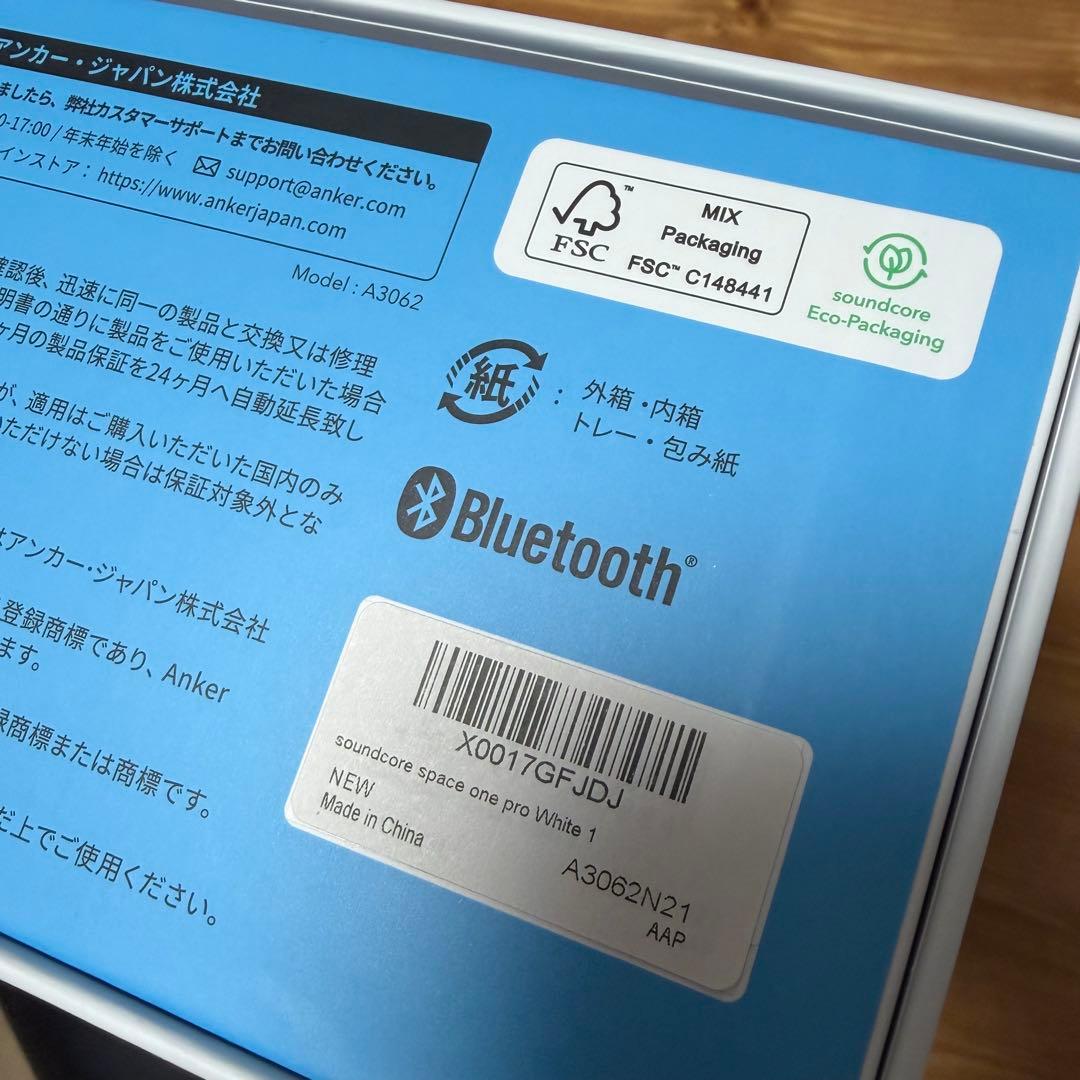 アンカー・ジャパン株式会社
ましたら、弊社カスタマーサポートまでお問い合わせください。
0-17:00 / 年末年始を除く support@anker.com
インストア : https://www.ankerjapan.com
Model : A3062
確認後、迅速に同一の製品と交換又は修理
明書の通りに製品をご使用いただいた場合
ヶ月の製品保証を24ヶ月へ自動延長致し
が、適用はご購入いただいた国内のみ
いただけない場合は保証対象外とな
はアンカー・ジャパン株式会社
登録商標であり、Anker
ます。
録商標または商標です。
だ上でご使用ください。
FSC™
MIX
Packaging
FSC™ C148441
soundcore
Eco-Packaging
紙 : 外箱・内箱
トレー・包み紙
Bluetooth®
X0017GFJDJ
soundcore space one pro White 1
NEW
Made in China
A3062N21
AAP